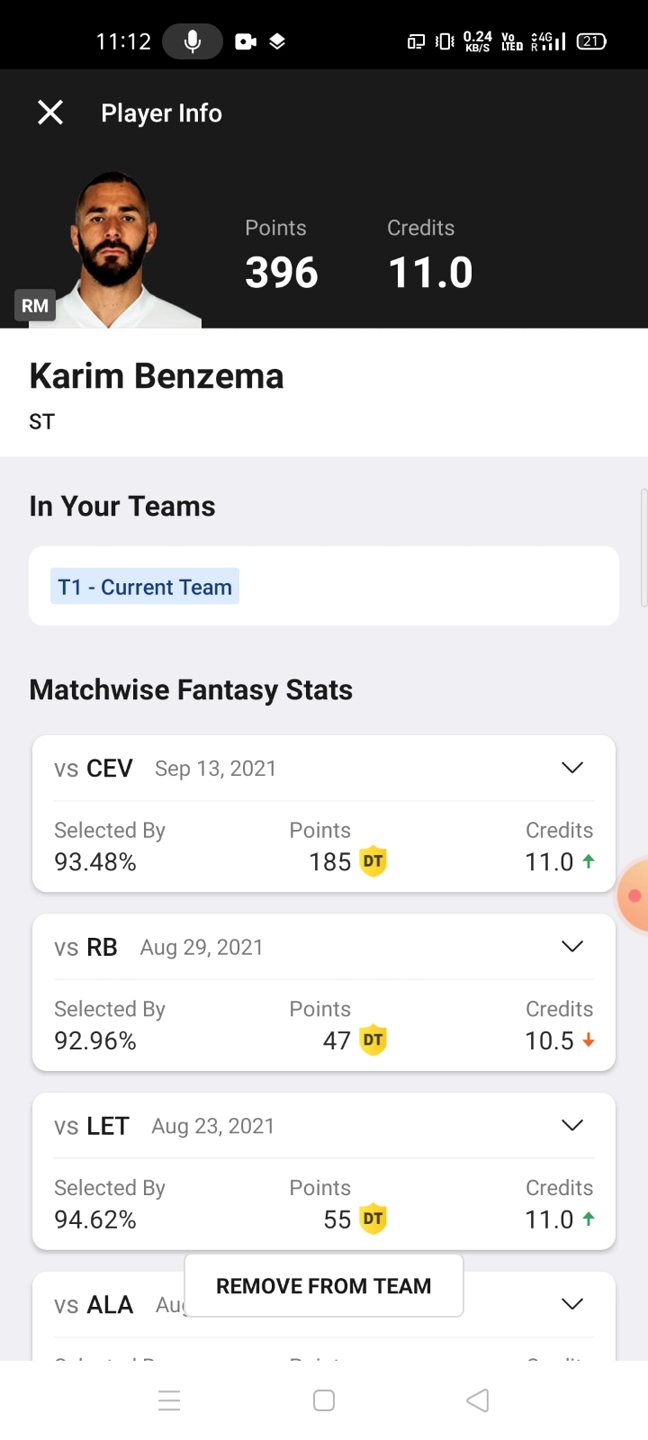 11:12 0.24 KB/S Vo LTED 4G R 21
Player Info
Points Credits
396 11.0
RM
Karim Benzema
ST
In Your Teams
T1 - Current Team
Matchwise Fantasy Stats
vs CEV Sep 13, 2021
Selected By Points Credits
93.48% 185 DT 11.0
vs RB Aug 29, 2021
Selected By Points Credits
92.96% 47 DT 10.5
vs LET Aug 23, 2021
Selected By Points Credits
94.62% 55 DT 11.0
REMOVE FROM TEAM
vs ALA